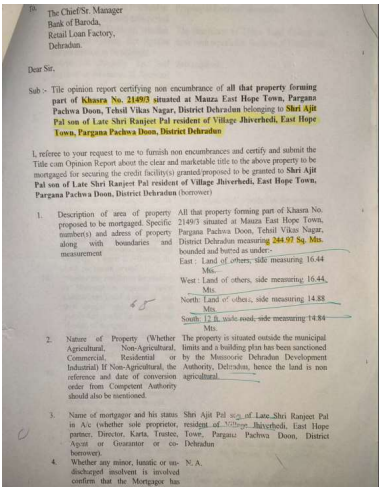 To,
The Chief/Sr. Manager
Bank of Baroda,
Retail Loan Factory,
Dehradun.
Dear Sir,
Sub :- Tile opinion report certifying non encumbrance of all that property forming
part of Khasra No. 2149/3 situated at Mauza East Hope Town, Pargana
Pachwa Doon, Tehsil Vikas Nagar, District Dehradun belonging to Shri Ajit
Pal son of Late Shri Ranjeet Pal resident of Village Jhiverhedi, East Hope
Town, Pargana Pachwa Doon, District Dehradun
I, referee to your request to me to furnish non encumbrances and certify and submit the
Title com Opinion Report about the clear and marketable title to the above property to be
mortgaged for securing the credit facility(s) granted/proposed to be granted to Shri Ajit
Pal son of Late Shri Ranjeet Pal resident of Village Jhiverhedi, East Hope Town,
Pargana Pachwa Doon, District Dehradun (borrower)
1. Description of area of property All that property forming part of Khasra No.
proposed to be mortgaged. Specific 2149/3 situated at Mauza East Hope Town,
number(s) and adress of property Pargana Pachwa Doon, Tehsil Vikas Nagar,
along with boundaries and District Dehradun measuring 244.97 Sq. Mts.
measurement bounded and butted as under:-
East : Land of others, side measuring 16.44
Mts.
West : Land of others, side measuring 16.44
Mts.
North: Land of others, side measuring 14.88
Mts.
South: 12 ft. wide road, side measuring 14.84
Mts.
2. Nature of Property (Whether The property is situated outside the municipal
Agricultural, Non-Agricultural, limits and a building plan has been sanctioned
Commercial, Residential or by the Mussoorie Dehradun Development
Industrial) If Non-Agricultural, the Authority, Dehradun, hence the land is non
reference and date of conversion agricultural.
order from Competent Authority
should also be mentioned.
3. Name of mortgagor and his status Shri Ajit Pal son of Late Shri Ranjeet Pal
in A/c (whether sole proprietor, resident of Village Jhiverhedi, East Hope
partner, Director, Karta, Trustee, Town, Pargana Pachwa Doon, District
Agent or Guarantor or co- Dehradun
borrower).
4. Whether any minor, lunatic or un- N. A.
discharged insolvent is involved
confirm that the Mortgagor has